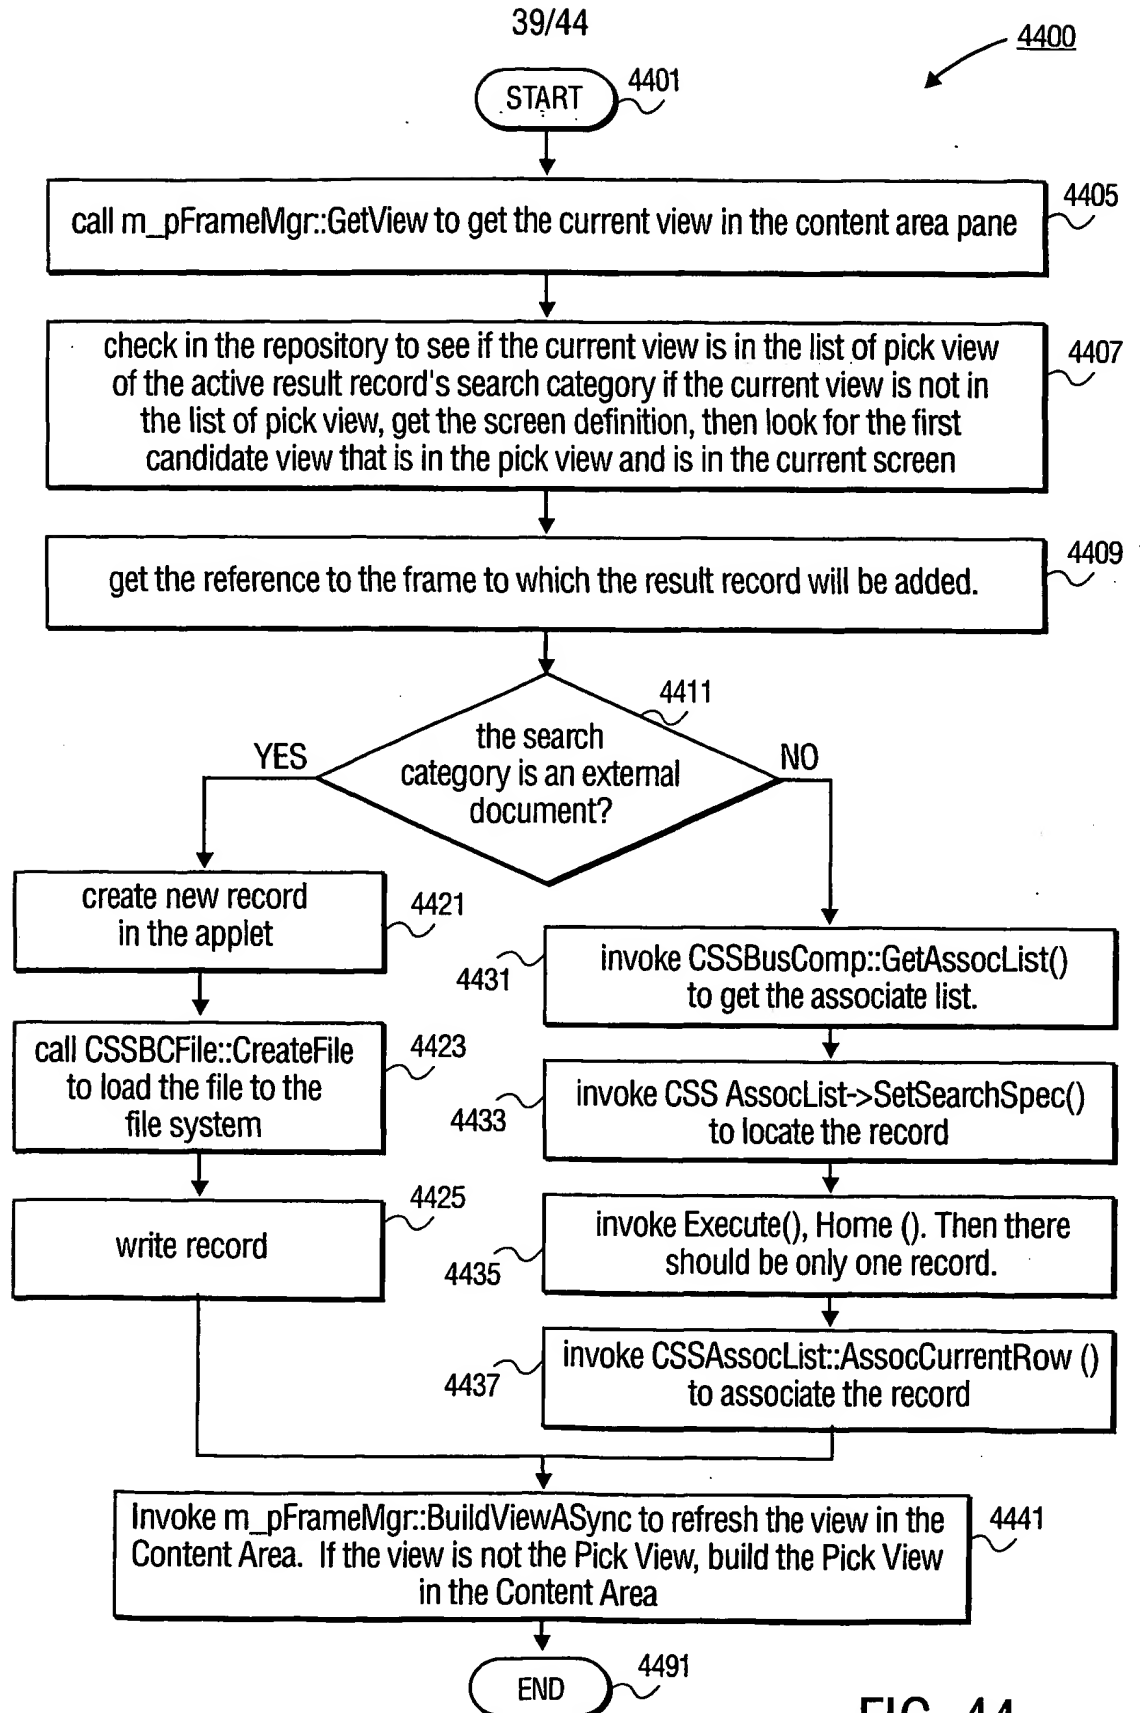 39/44
4400
START
4401
call m_pFrameMgr::GetView to get the current view in the content area pane
4405
check in the repository to see if the current view is in the list of pick view
of the active result record's search category if the current view is not in
the list of pick view, get the screen definition, then look for the first
candidate view that is in the pick view and is in the current screen
4407
get the reference to the frame to which the result record will be added.
4409
4411
the search
category is an external
document?
YES
NO
create new record
in the applet
4421
call CSSBCFile::CreateFile
to load the file to the
file system
4423
write record
4425
invoke CSSBusComp::GetAssocList()
to get the associate list.
4431
invoke CSS AssocList->SetSearchSpec()
to locate the record
4433
invoke Execute(), Home (). Then there
should be only one record.
4435
invoke CSSAssocList::AssocCurrentRow ()
to associate the record
4437
Invoke m_pFrameMgr::BuildViewASync to refresh the view in the
Content Area. If the view is not the Pick View, build the Pick View
in the Content Area
4441
END
4491
FIG. 44